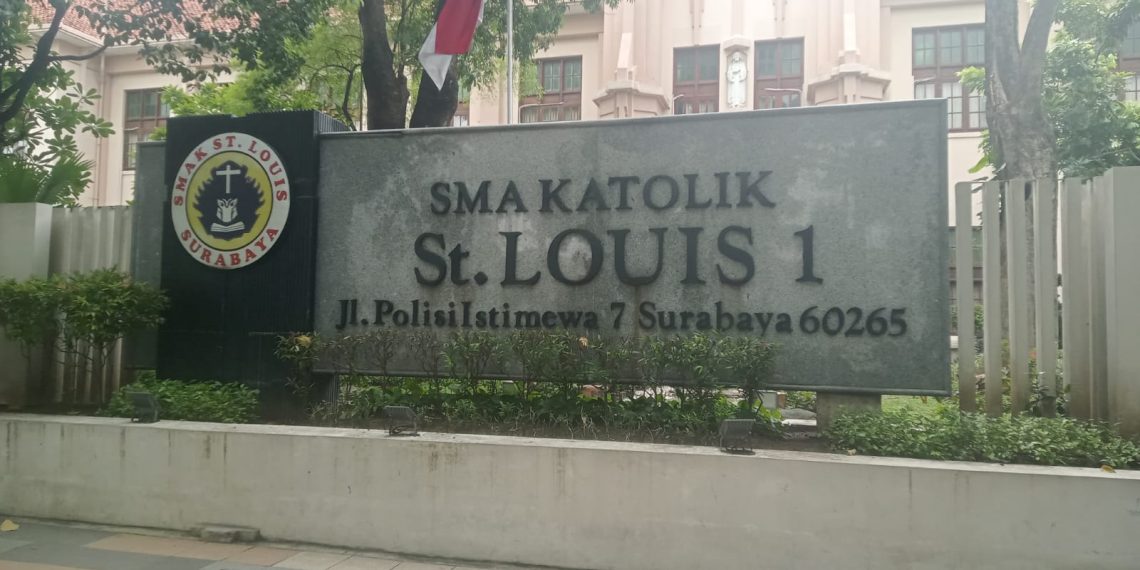 SMAK ST. LOUIS
SURABAYA
SMA KATOLIK
St. LOUIS 1
Jl. Polisi Istimewa 7 Surabaya 60265